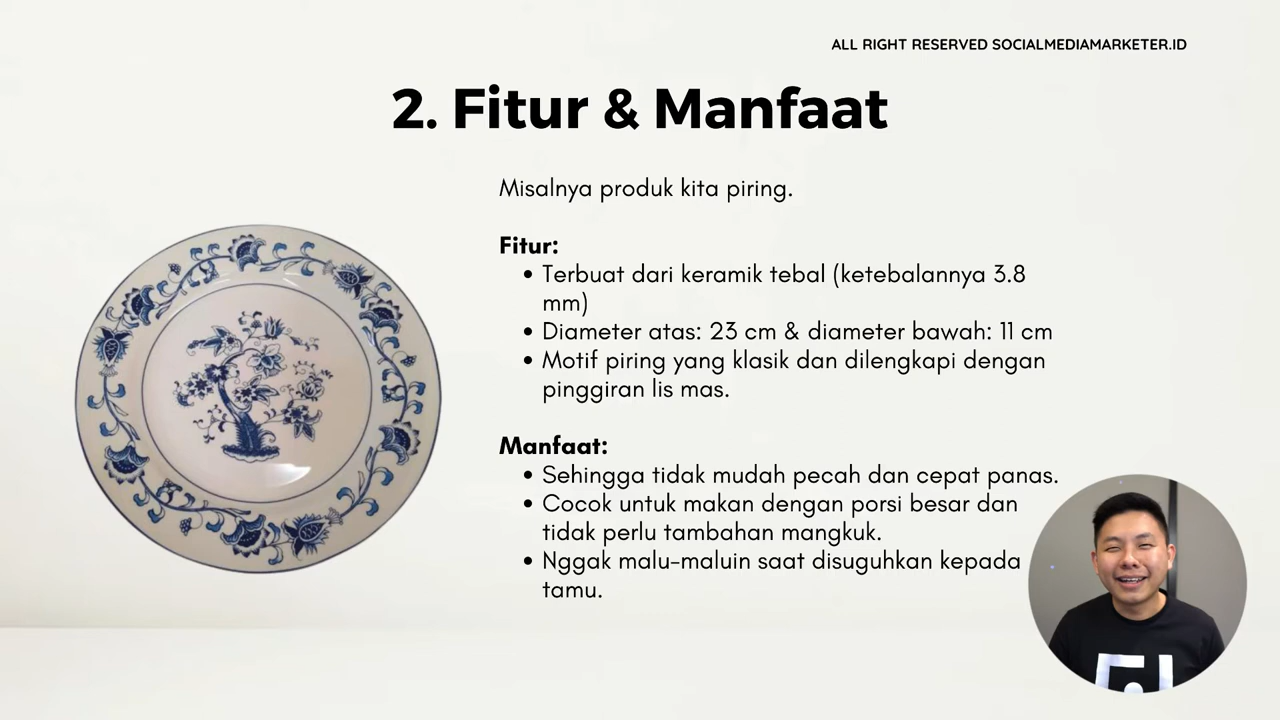 ALL RIGHT RESERVED SOCIALMEDIAMARKETER.ID
2. Fitur & Manfaat
Misalnya produk kita piring.
Fitur:
• Terbuat dari keramik tebal (ketebalannya 3.8
mm)
• Diameter atas: 23 cm & diameter bawah: 11 cm
• Motif piring yang klasik dan dilengkapi dengan
pinggiran lis mas.
Manfaat:
• Sehingga tidak mudah pecah dan cepat panas.
• Cocok untuk makan dengan porsi besar dan
tidak perlu tambahan mangkuk.
• Nggak malu-maluin saat disuguhkan kepada
tamu.